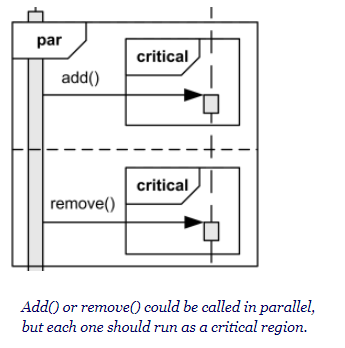 par
critical
add()
critical
remove()
Add() or remove() could be called in parallel,
but each one should run as a critical region.